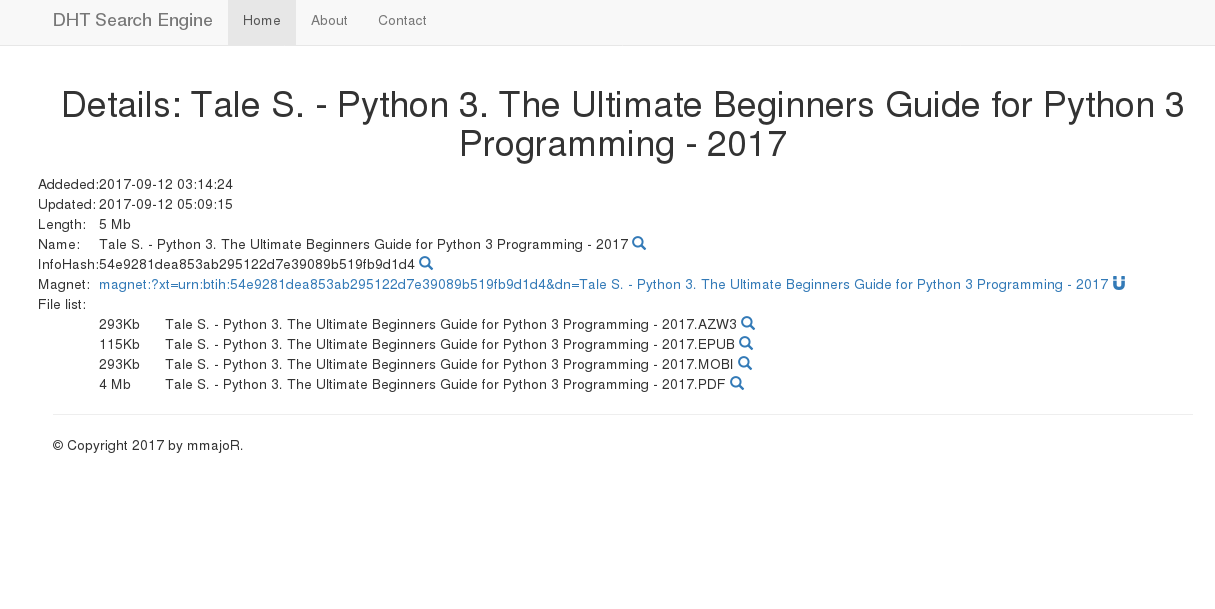 DHT Search Engine Home About Contact
Details: Tale S. - Python 3. The Ultimate Beginners Guide for Python 3
Programming - 2017
Addeded:2017-09-12 03:14:24
Updated: 2017-09-12 05:09:15
Length: 5 Mb
Name: Tale S. - Python 3. The Ultimate Beginners Guide for Python 3 Programming - 2017
InfoHash:54e9281dea853ab295122d7e39089b519fb9d1d4
Magnet: magnet:?xt=urn:btih:54e9281dea853ab295122d7e39089b519fb9d1d4&dn=Tale S. - Python 3. The Ultimate Beginners Guide for Python 3 Programming - 2017
File list:
293Kb Tale S. - Python 3. The Ultimate Beginners Guide for Python 3 Programming - 2017.AZW3
115Kb Tale S. - Python 3. The Ultimate Beginners Guide for Python 3 Programming - 2017.EPUB
293Kb Tale S. - Python 3. The Ultimate Beginners Guide for Python 3 Programming - 2017.MOBI
4 Mb Tale S. - Python 3. The Ultimate Beginners Guide for Python 3 Programming - 2017.PDF
© Copyright 2017 by mmajoR.